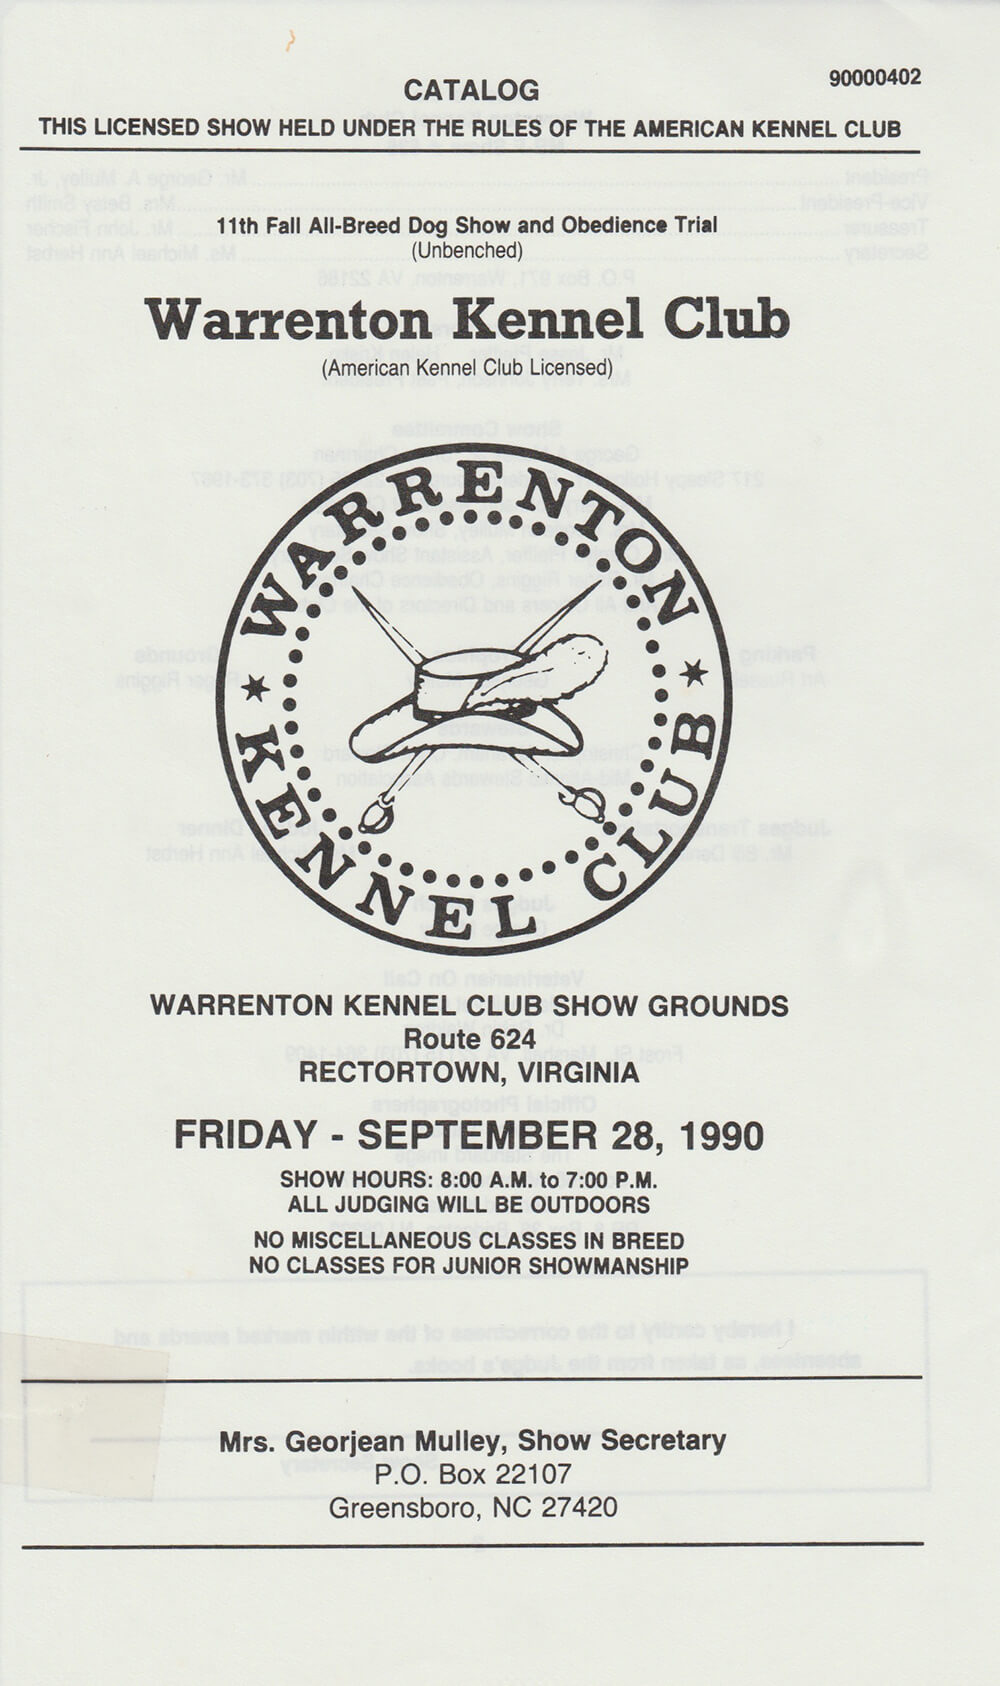 90000402
CATALOG
THIS LICENSED SHOW HELD UNDER THE RULES OF THE AMERICAN KENNEL CLUB
11th Fall All-Breed Dog Show and Obedience Trial
(Unbenched)
Warrenton Kennel Club
(American Kennel Club Licensed)
WARRENTON
KENNEL CLUB
WARRENTON KENNEL CLUB SHOW GROUNDS
Route 624
RECTORTOWN, VIRGINIA
FRIDAY - SEPTEMBER 28, 1990
SHOW HOURS: 8:00 A.M. to 7:00 P.M.
ALL JUDGING WILL BE OUTDOORS
NO MISCELLANEOUS CLASSES IN BREED
NO CLASSES FOR JUNIOR SHOWMANSHIP
Mrs. Georjean Mulley, Show Secretary
P.O. Box 22107
Greensboro, NC 27420